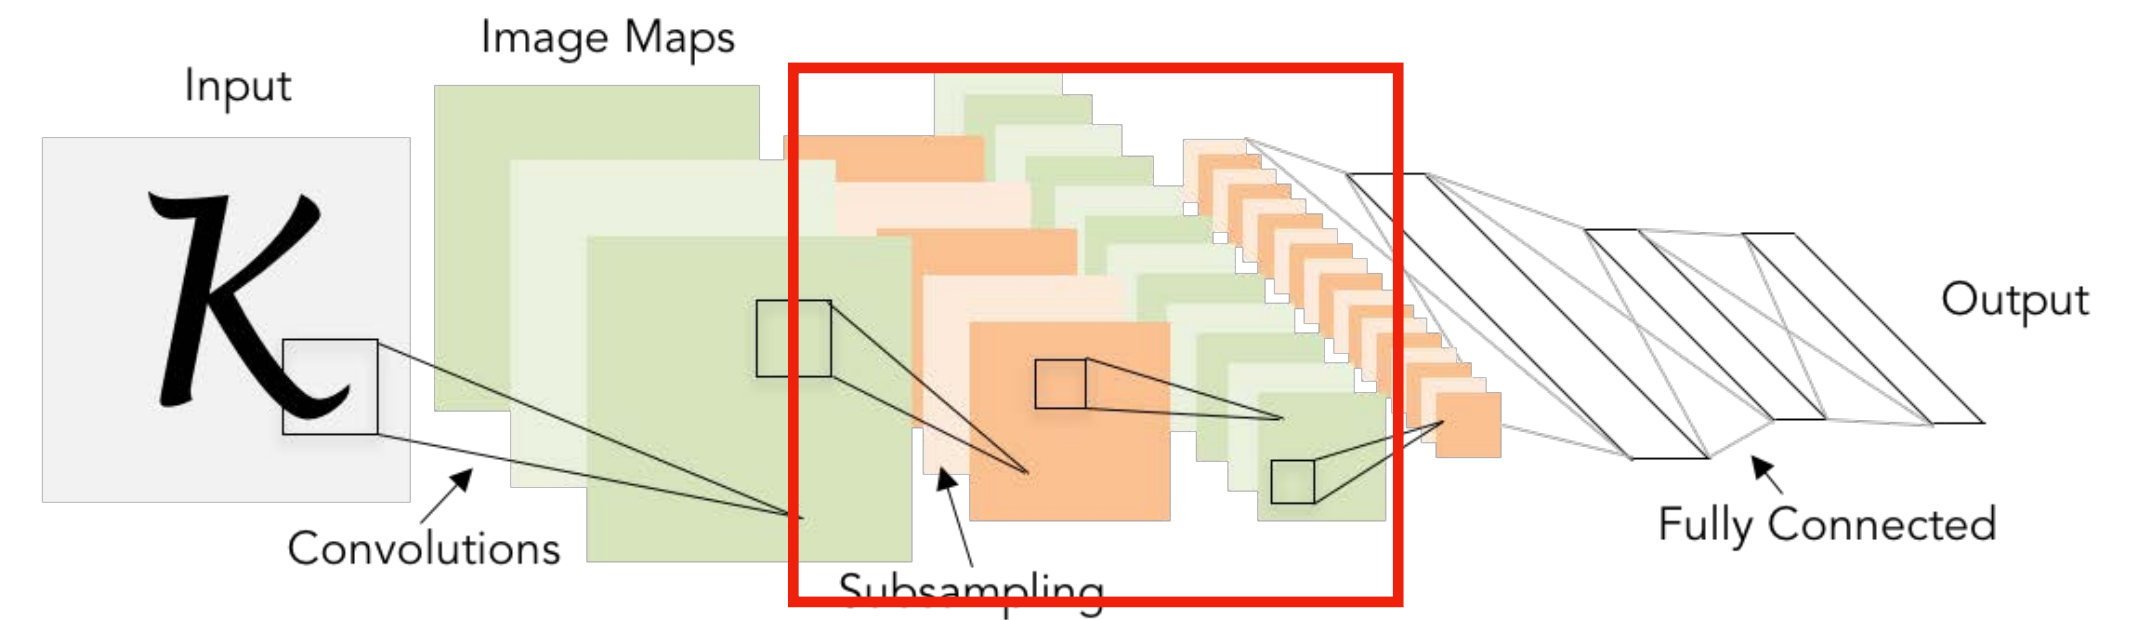 Image Maps
Input
K
Output
Convolutions
Subsampling
Fully Connected